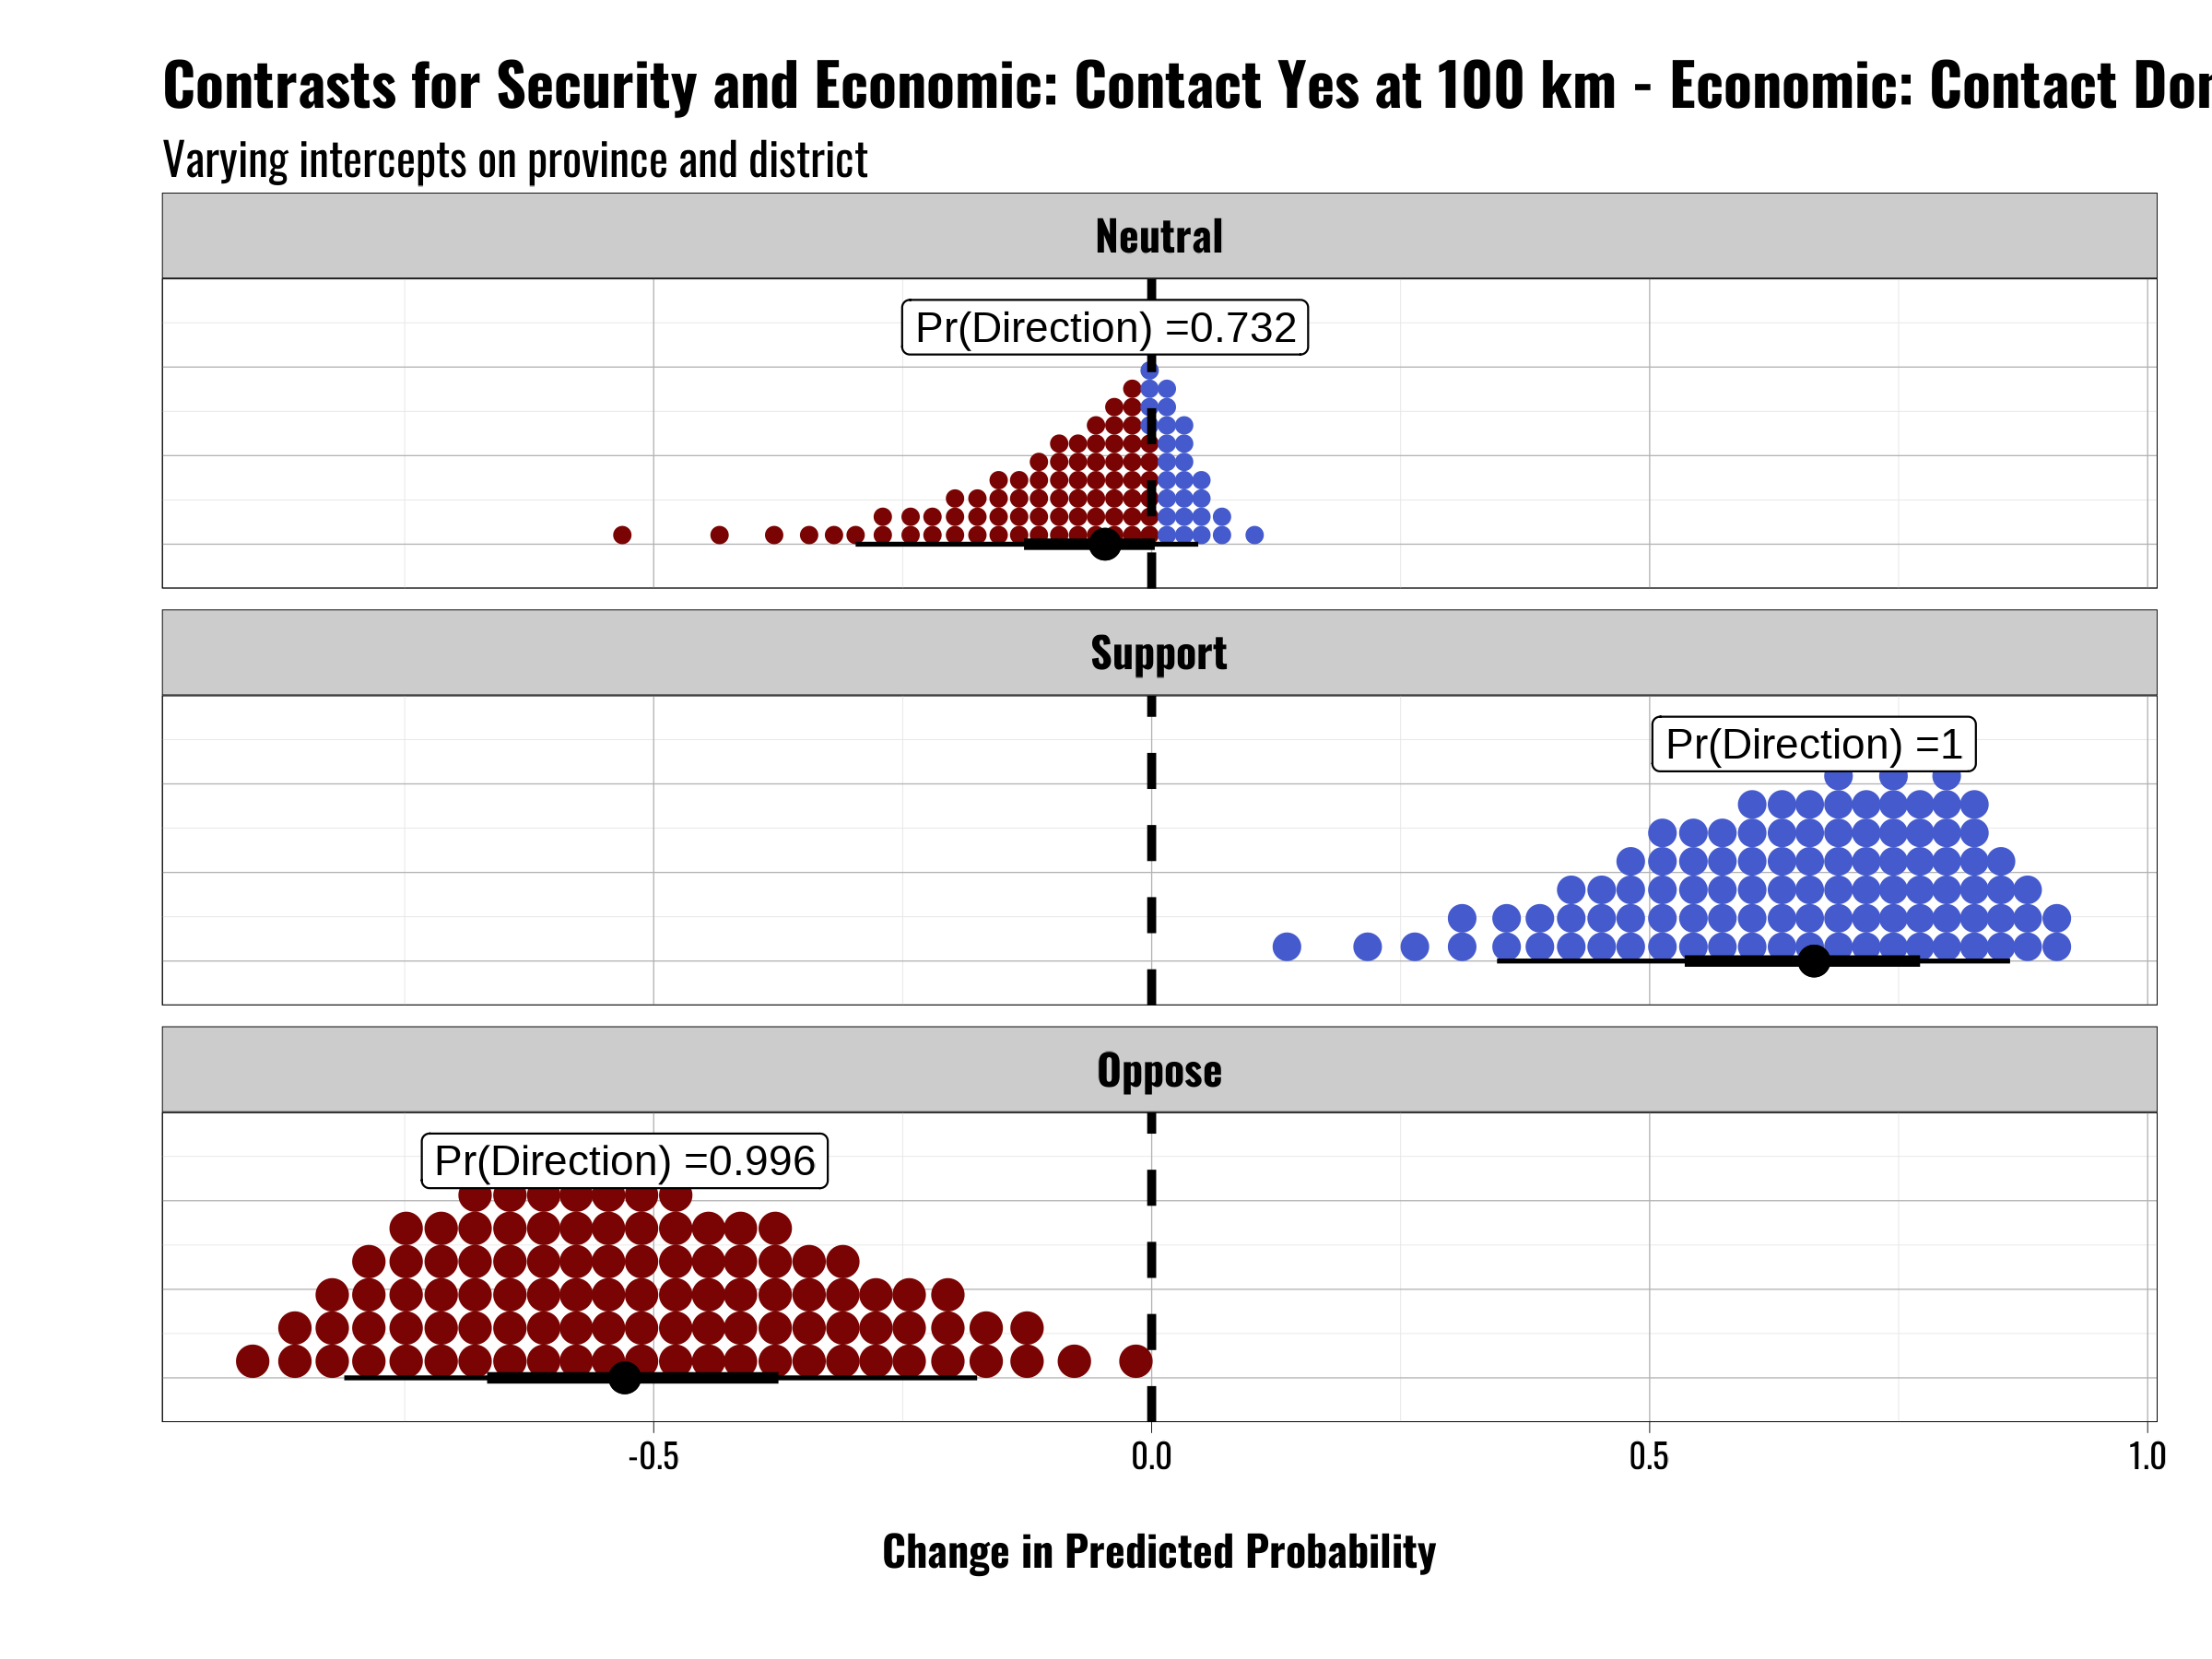 Contrasts for Security and Economic: Contact Yes at 100 km - Economic: Contact
Varying intercepts on province and district
Neutral
Pr(Direction) =0.732
Support
Pr(Direction) =1
Oppose
Pr(Direction) =0.996
-0.5 0.0 0.5 1.0
Change in Predicted Probability